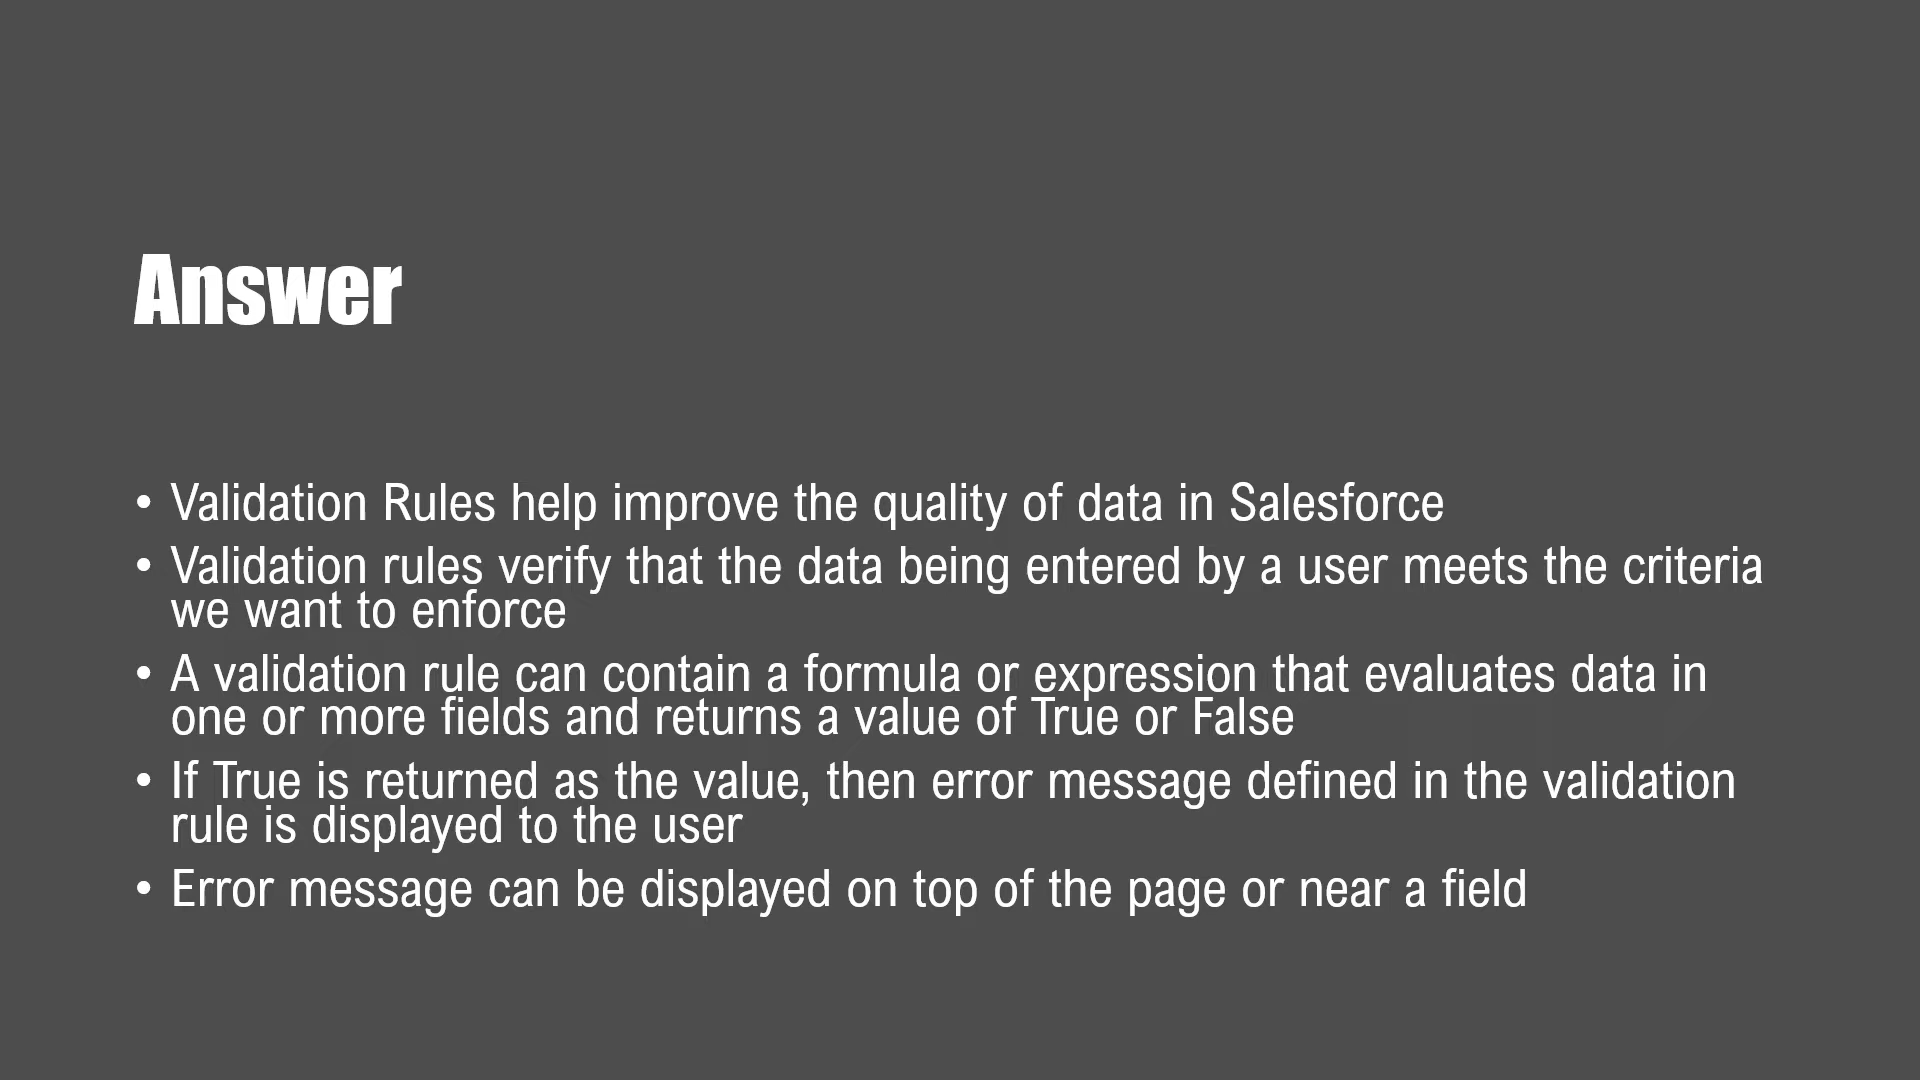 Answer
• Validation Rules help improve the quality of data in Salesforce
• Validation rules verify that the data being entered by a user meets the criteria
we want to enforce
• A validation rule can contain a formula or expression that evaluates data in
one or more fields and returns a value of True or False
• If True is returned as the value, then error message defined in the validation
rule is displayed to the user
• Error message can be displayed on top of the page or near a field